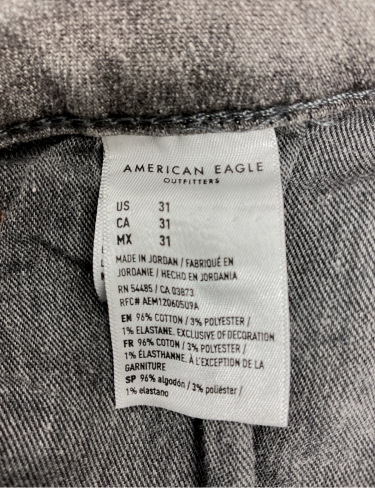 AMERICAN EAGLE
OUTFITTERS
US 31
CA 31
MX 31
MADE IN JORDAN / FABRIQUÉ EN
JORDANIE / HECHO EN JORDANIA
RN 54485 / CA 03873
RFC# AEM120605U9A
EN 96% COTTON / 3% POLYESTER /
1% ELASTANE. EXCLUSIVE OF DECORATION
FR 96% COTON / 3% POLYESTER /
1% ÉLASTHANNE. À L'EXCEPTION DE LA
GARNITURE
SP 96% algodón / 3% poliéster /
1% elastano